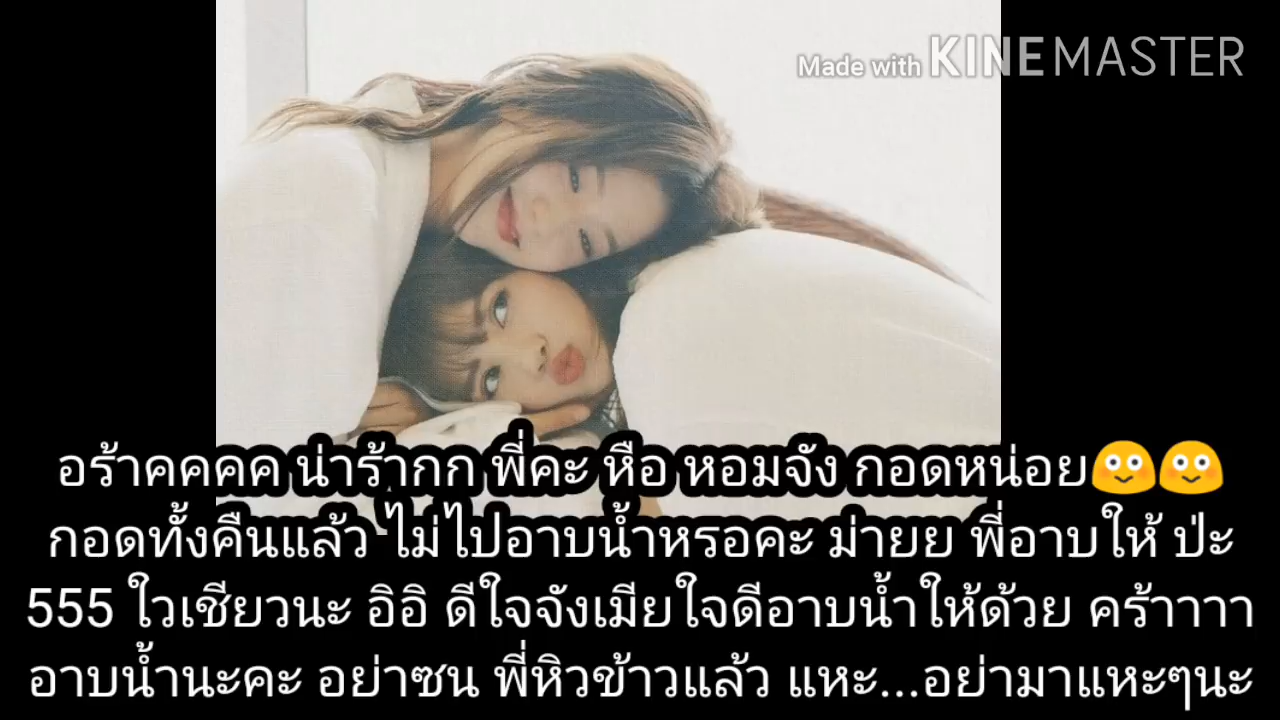 Made with KINEMASTER
อร้าคคคค น่าร้ากก พี่คะ หือ หอมจัง กอดหน่อย😳😳
กอดทั้งคืนแล้ว ไม่ไปอาบน้ำหรอคะ ม่ายย พี่อาบให้ ป่ะ
555 ใวเชียวนะ อิอิ ดีใจจังเมียใจดีอาบน้ำให้ด้วย คร้าาาา
อาบน้ำนะคะ อย่าซน พี่หิวข้าวแล้ว แหะ...อย่ามาแหะๆนะ